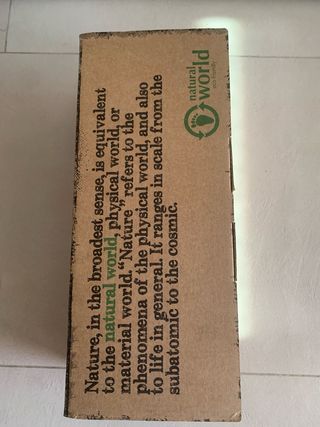 Nature, in the broadest sense, is equivalent
to the natural world, physical world, or
material world. "Nature" refers to the
phenomena of the physical world, and also
to life in general. It ranges in scale from the
subatomic to the cosmic.
natural
world
eco friendly